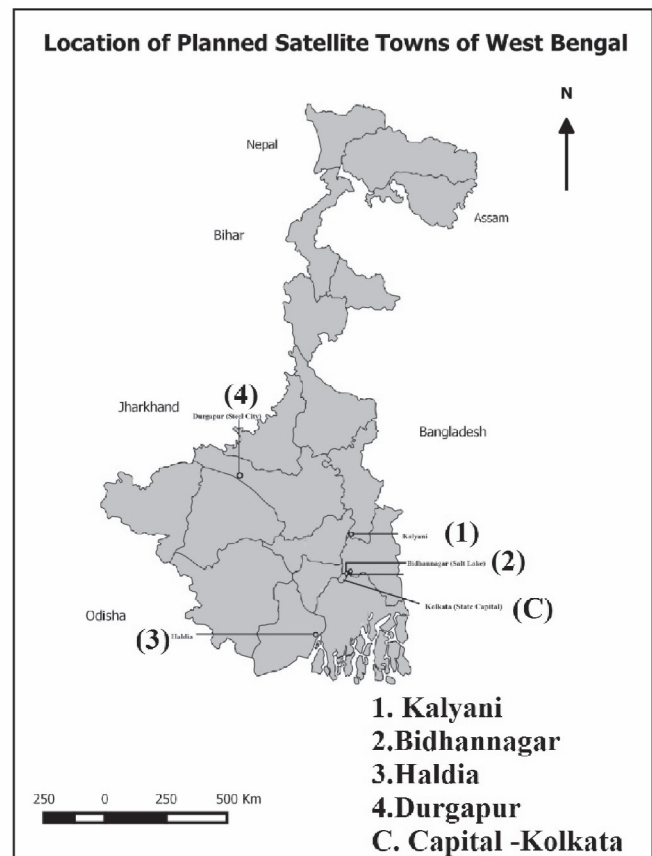 Location of Planned Satellite Towns of West Bengal
N
Nepal
Assam
Bihar
(4)
Jharkhand
Durgapur (Steel City)
Bangladesh
Kalyani (1)
Bidhannagar (Salt Lake) (2)
Kolkata (State Capital) (C)
Odisha
(3) Haldia
1. Kalyani
2.Bidhannagar
3.Haldia
4.Durgapur
C. Capital -Kolkata
250 0 250 500 Km